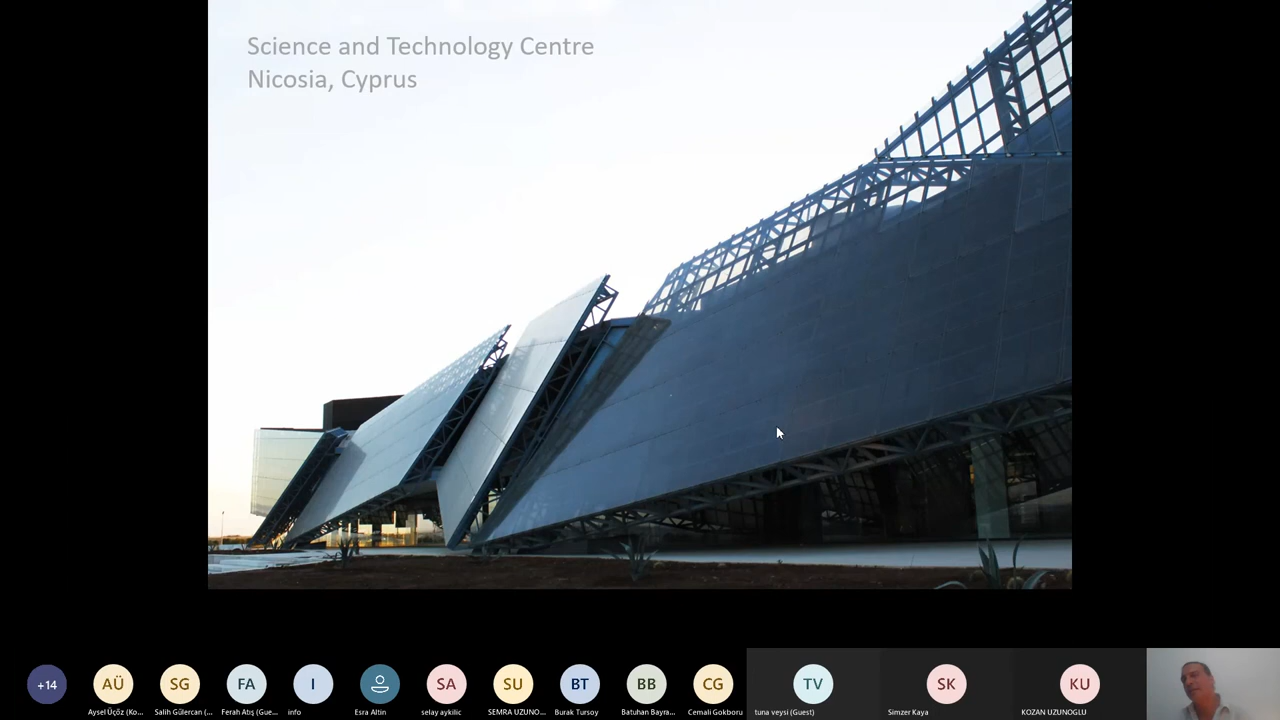 Science and Technology Centre
Nicosia, Cyprus
+14
AÜ
SG
FA
I
SA
SU
BT
BB
CG
TV
SK
KU
Aysel Üçöz (Ko...
Salih Gülercan (...
Ferah Atış (Gue...
info
Esra Altin
selay aykilic
SEMRA UZUNO...
Burak Tursoy
Batuhan Bayra...
Cemali Gokboru
tuna veysi (Guest)
Simzer Kaya
KOZAN UZUNOGLU